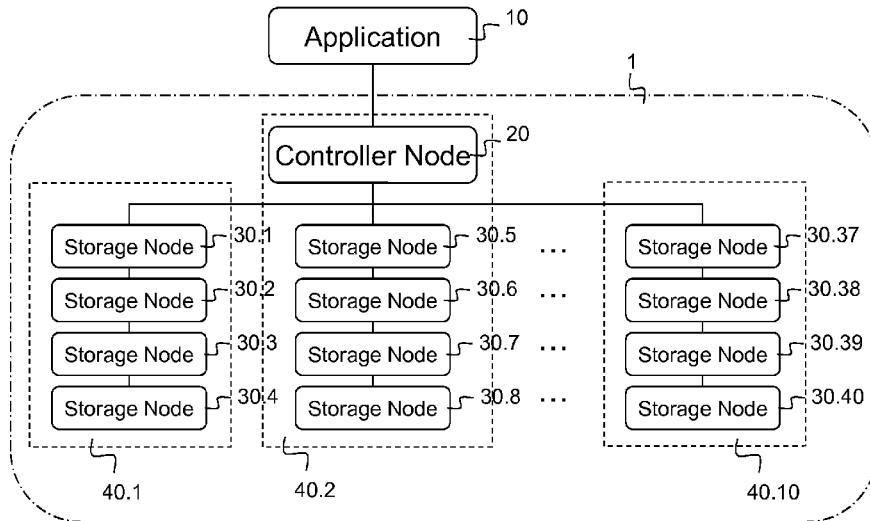 Application 10
1
Controller Node 20
Storage Node 30.1 Storage Node 30.5 ... Storage Node 30.37
Storage Node 30.2 Storage Node 30.6 ... Storage Node 30.38
Storage Node 30.3 Storage Node 30.7 ... Storage Node 30.39
Storage Node 30.4 Storage Node 30.8 ... Storage Node 30.40
40.1 40.2 40.10